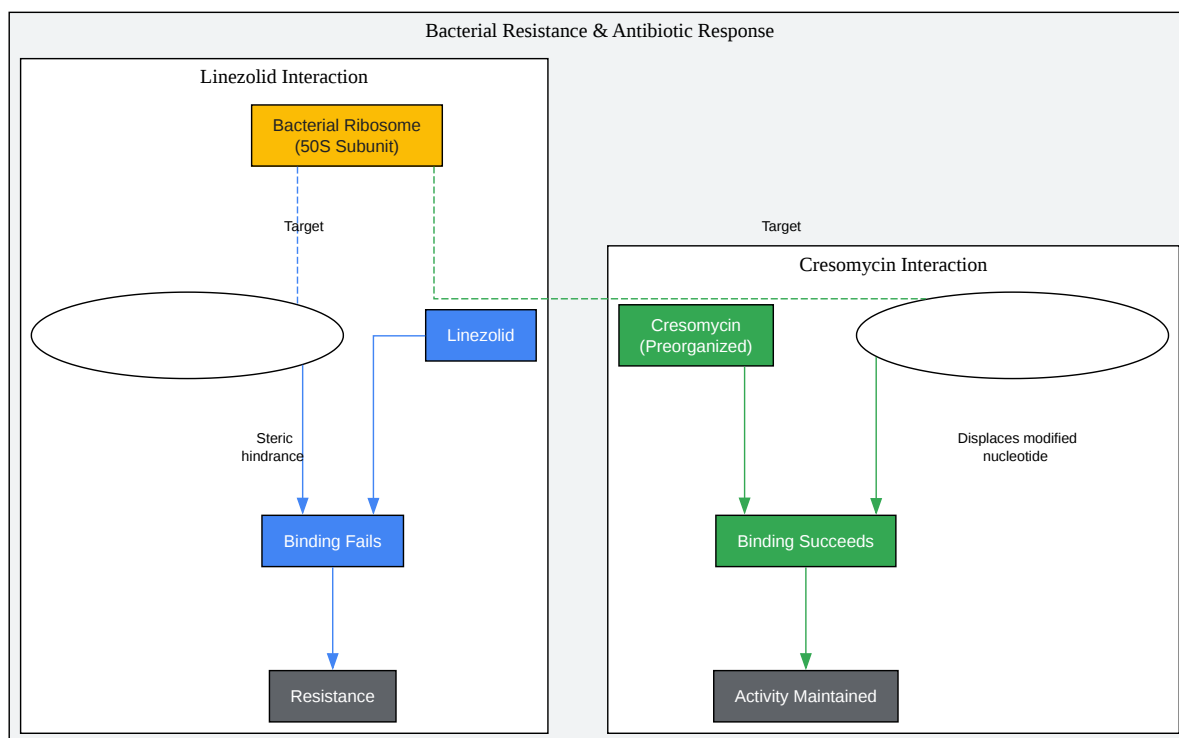 Bacterial Resistance & Antibiotic Response
Linezolid Interaction
Bacterial Ribosome
(50S Subunit)
Target
Target
Cresomycin Interaction
Linezolid
Cresomycin
(Preorganized)
Steric
hindrance
Displaces modified
nucleotide
Binding Fails
Binding Succeeds
Resistance
Activity Maintained